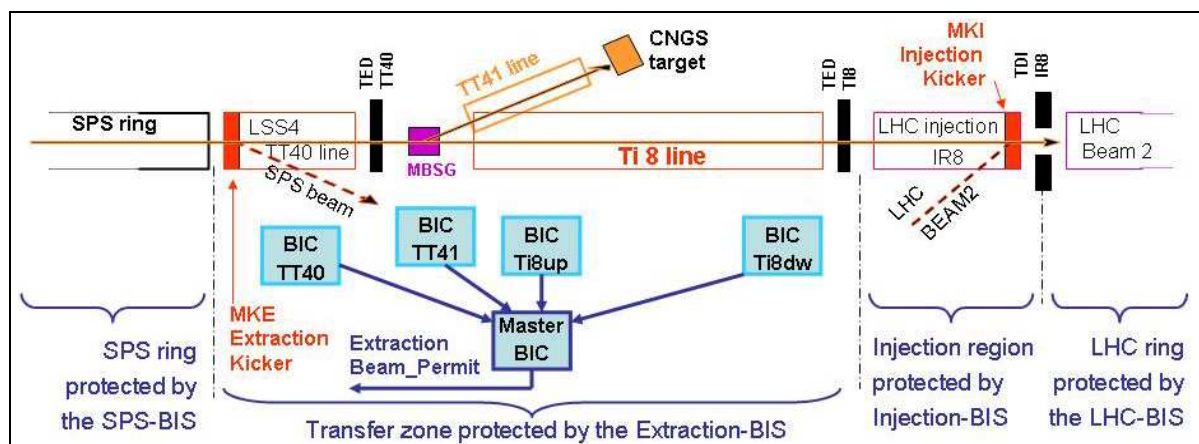 SPS ring
LSS4
TT40 line
SPS beam
TED
TT40
MBSG
TT41 line
CNGS
target
Ti 8 line
TED
TI8
MKI
Injection
Kicker
TDI
IR8
LHC injection
IR8
LHC
BEAM2
LHC
Beam 2
BIC
TT40
BIC
TT41
BIC
Ti8up
BIC
Ti8dw
Master
BIC
MKE
Extraction
Kicker
Extraction
Beam_Permit
SPS ring
protected by
the SPS-BIS
Transfer zone protected by the Extraction-BIS
Injection region
protected by
Injection-BIS
LHC ring
protected by
the LHC-BIS